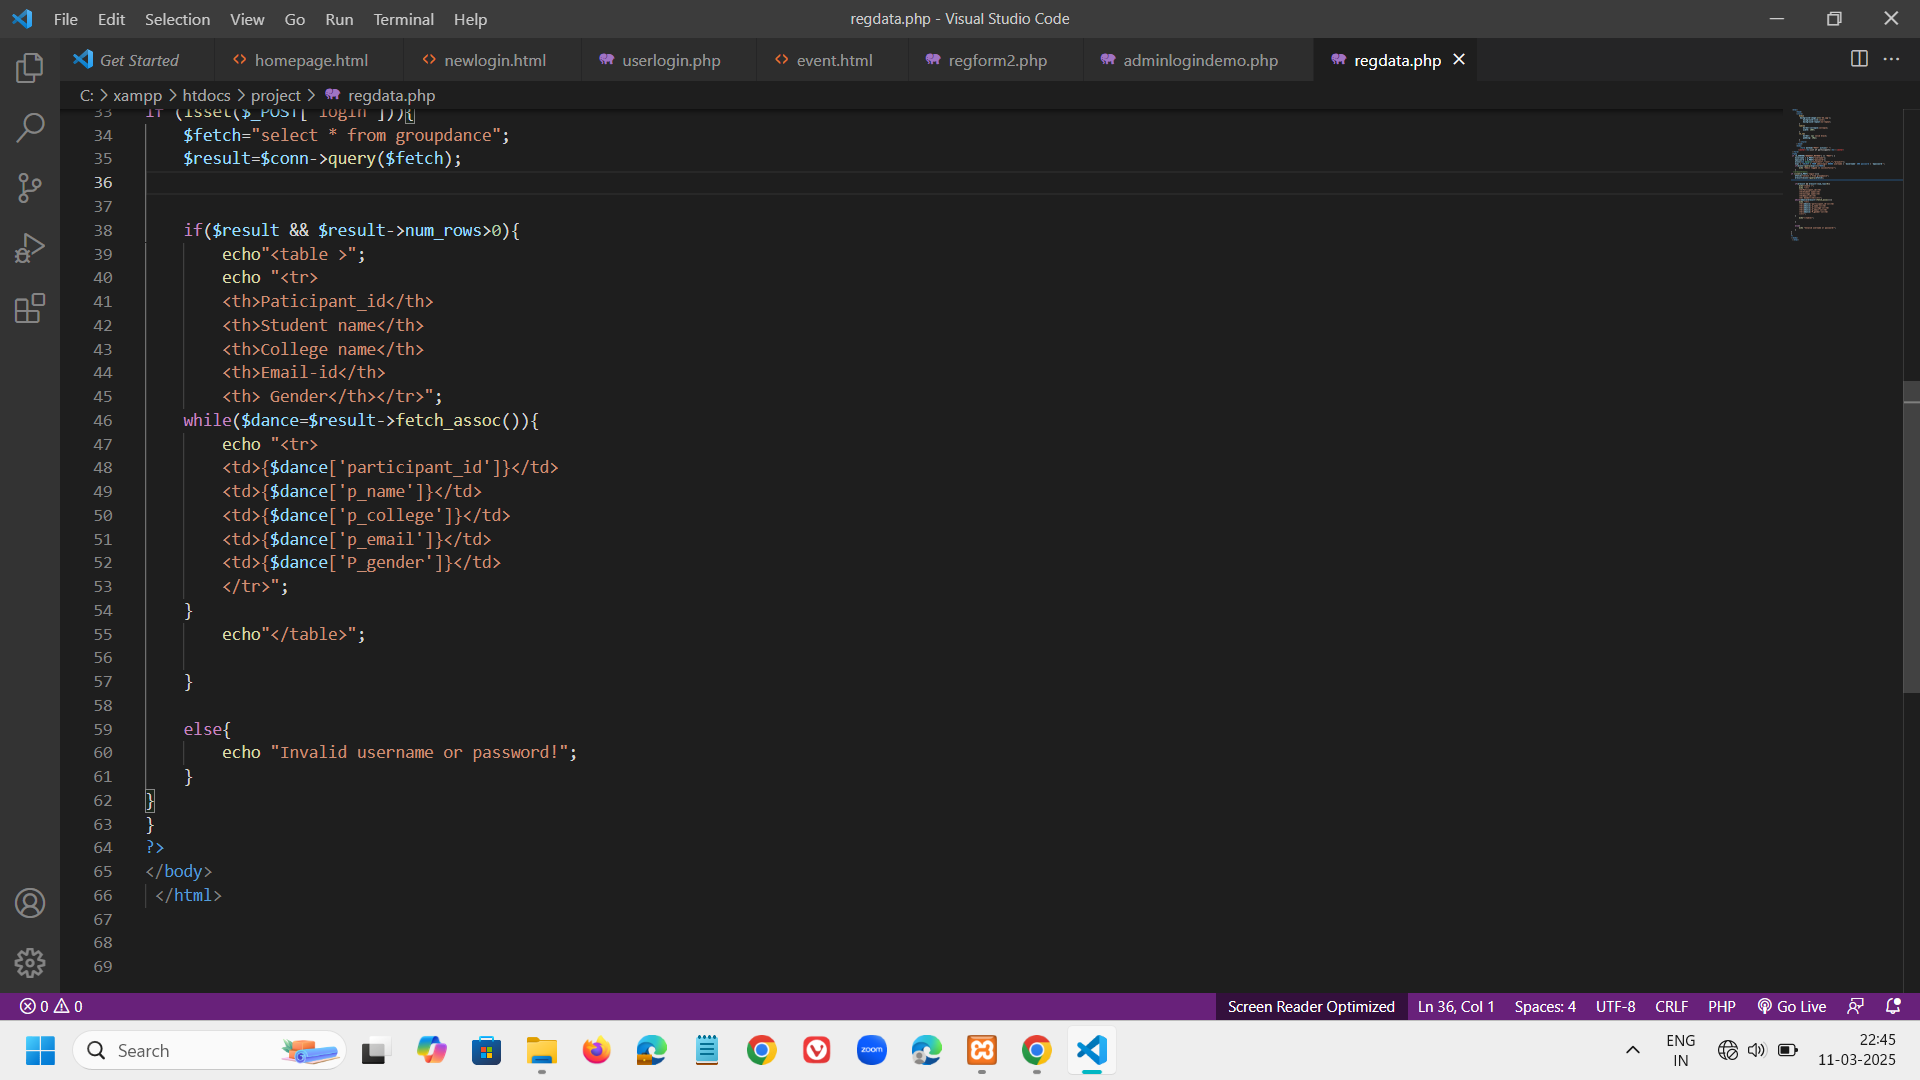 File Edit Selection View Go Run Terminal Help
regdata.php - Visual Studio Code
Get Started
homepage.html
newlogin.html
userlogin.php
event.html
regform2.php
adminlogindemo.php
regdata.php
C: > xampp > htdocs > project > regdata.php
33 if (isset($_POST['login'])){
34 $fetch="select * from groupdance";
35 $result=$conn->query($fetch);
36
37
38 if($result && $result->num_rows>0){
39 echo"<table >";
40 echo "<tr>
41 <th>Paticipant_id</th>
42 <th>Student name</th>
43 <th>College name</th>
44 <th>Email-id</th>
45 <th> Gender</th></tr>";
46 while($dance=$result->fetch_assoc()){
47 echo "<tr>
48 <td>{$dance['participant_id']}</td>
49 <td>{$dance['p_name']}</td>
50 <td>{$dance['p_college']}</td>
51 <td>{$dance['p_email']}</td>
52 <td>{$dance['P_gender']}</td>
53 </tr>";
54 }
55 echo"</table>";
56
57 }
58
59 else{
60 echo "Invalid username or password!";
61 }
62 }
63 }
64 ?>
65 </body>
66 </html>
67
68
69
0 0
Screen Reader Optimized
Ln 36, Col 1
Spaces: 4
UTF-8
CRLF
PHP
Go Live
Search
zoom
ENG
IN
22:45
11-03-2025